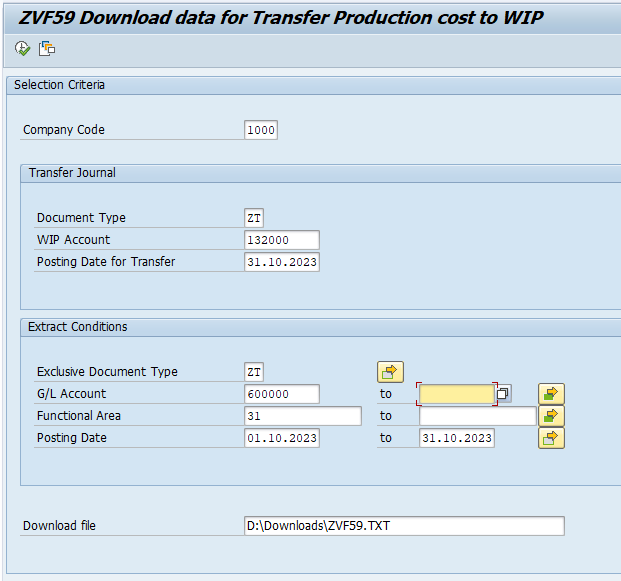 ZVF59 Download data for Transfer Production cost to WIP
Selection Criteria
Company Code 1000
Transfer Journal
Document Type ZT
WIP Account 132000
Posting Date for Transfer 31.10.2023
Extract Conditions
Exclusive Document Type ZT
G/L Account 600000 to
Functional Area 31 to
Posting Date 01.10.2023 to 31.10.2023
Download file D:\Downloads\ZVF59.TXT